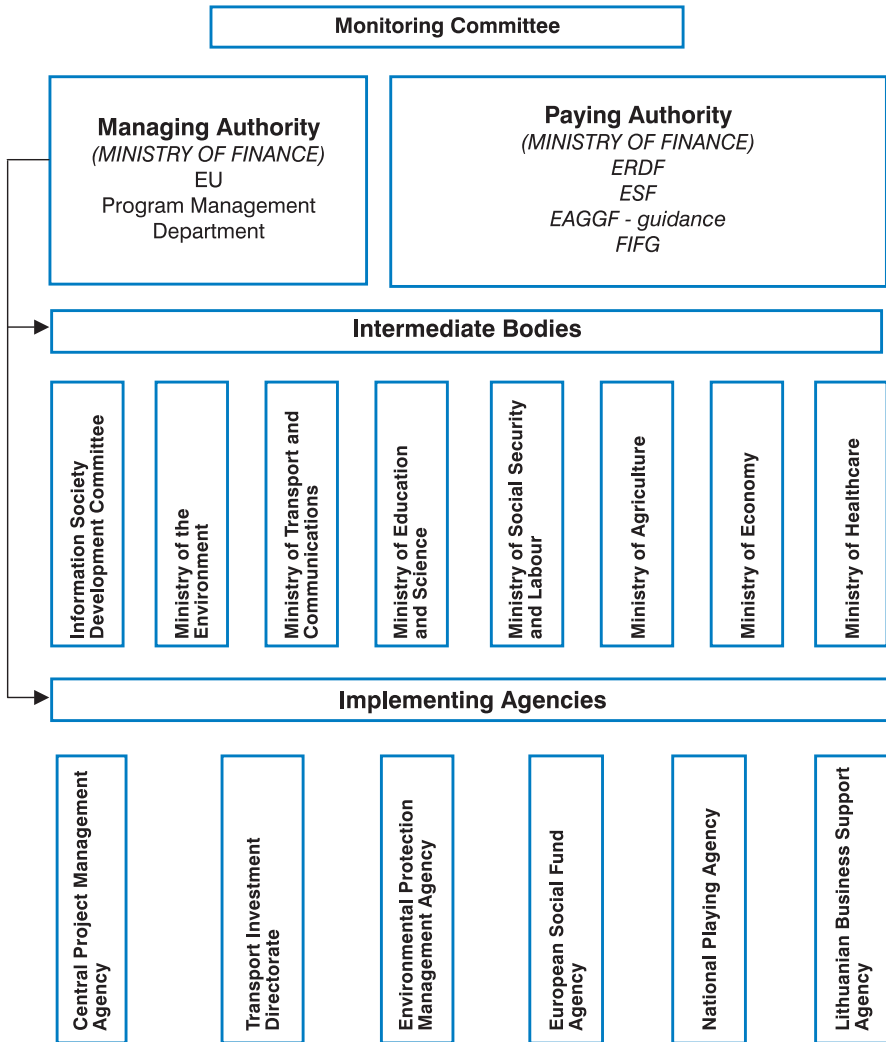 Monitoring Committee
Managing Authority
(MINISTRY OF FINANCE)
EU
Program Management
Department
Paying Authority
(MINISTRY OF FINANCE)
ERDF
ESF
EAGGF - guidance
FIFG
Intermediate Bodies
Information Society
Development Committee
Ministry of the
Environment
Ministry of Transport and
Communications
Ministry of Education
and Science
Ministry of Social Security
and Labour
Ministry of Agriculture
Ministry of Economy
Ministry of Healthcare
Implementing Agencies
Central Project Management
Agency
Transport Investment
Directorate
Environmental Protection
Management Agency
European Social Fund
Agency
National Playing Agency
Lithuanian Business Support
Agency